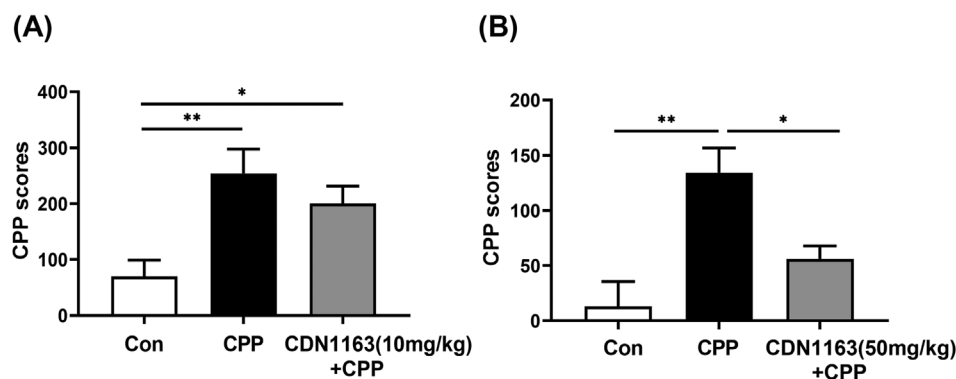 (A)
CPP scores
400
300
200
100
0
*
**
Con
CPP
CDN1163(10mg/kg)
+CPP
(B)
CPP scores
200
150
100
50
0
**
*
Con
CPP
CDN1163(50mg/kg)
+CPP